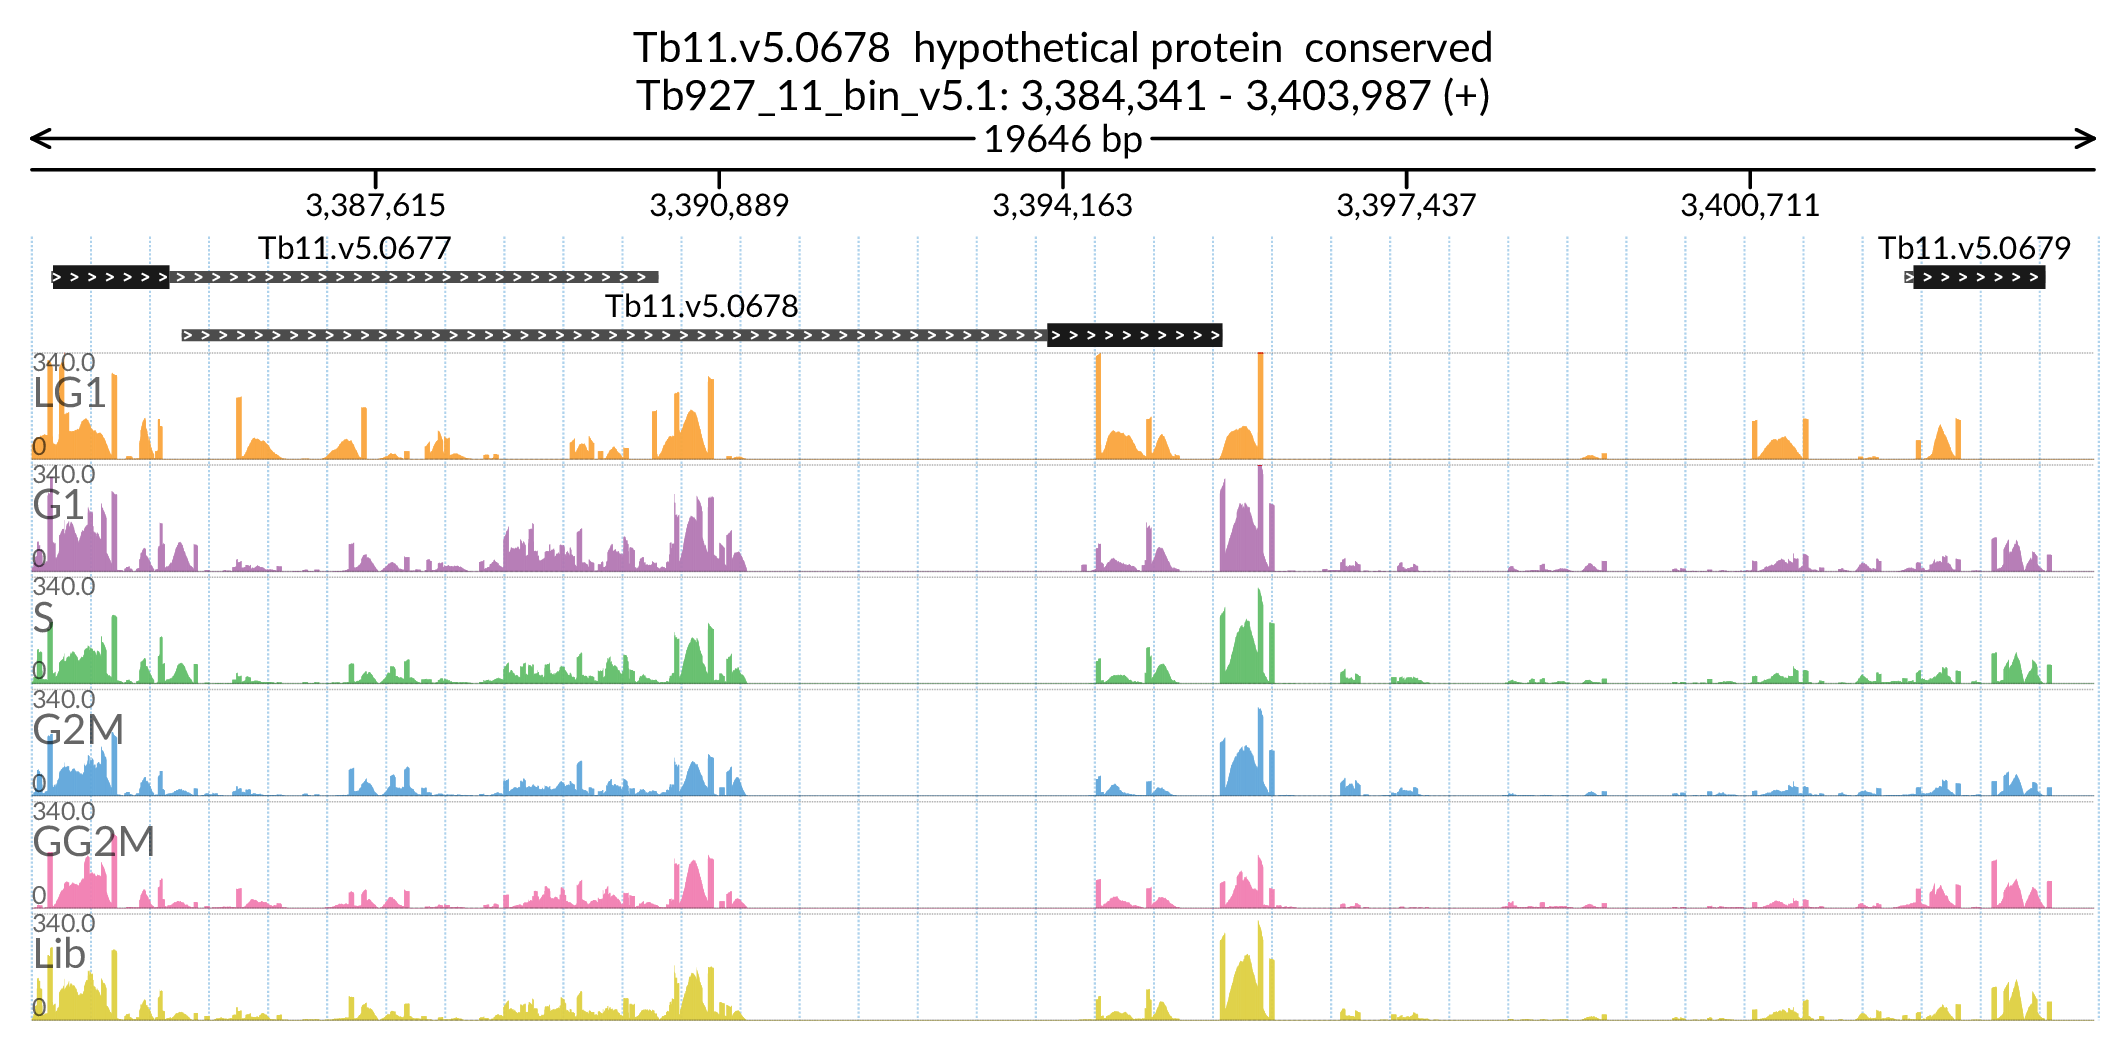 Tb11.v5.0678 hypothetical protein conserved
Tb927_11_bin_v5.1: 3,384,341 - 3,403,987 (+)
19646 bp
3,387,615 3,390,889 3,394,163 3,397,437 3,400,711
Tb11.v5.0677 Tb11.v5.0679
Tb11.v5.0678
340.0
LG1
0
340.0
G1
0
340.0
S
0
340.0
G2M
0
340.0
GG2M
0
340.0
Lib
0